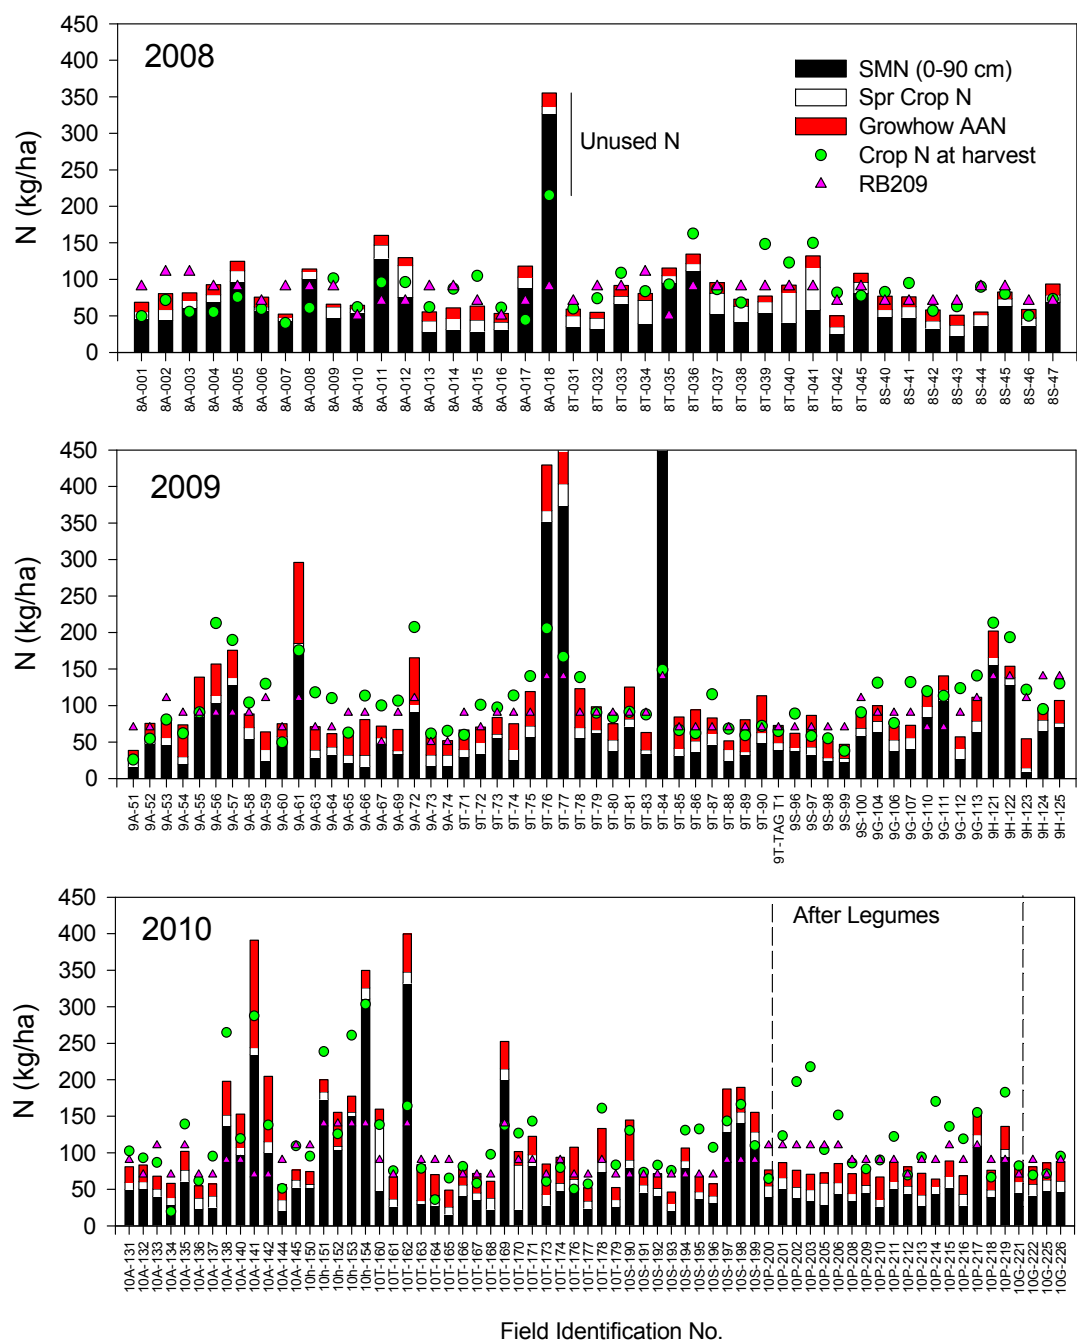 450
400
350
300
250
200
150
100
50
0
N (kg/ha)
2008
SMN (0-90 cm)
Spr Crop N
Growhow AAN
Crop N at harvest
RB209
Unused N
8A-001
8A-002
8A-003
8A-004
8A-005
8A-006
8A-007
8A-008
8A-009
8A-010
8A-011
8A-012
8A-013
8A-014
8A-015
8A-016
8A-017
8A-018
8T-031
8T-032
8T-033
8T-034
8T-035
8T-036
8T-037
8T-038
8T-039
8T-040
8T-041
8T-042
8T-045
8S-40
8S-41
8S-42
8S-43
8S-44
8S-45
8S-46
8S-47
450
400
350
300
250
200
150
100
50
0
N (kg/ha)
2009
9A-51
9A-52
9A-53
9A-54
9A-55
9A-56
9A-57
9A-58
9A-59
9A-60
9A-61
9A-63
9A-64
9A-65
9A-66
9A-67
9A-69
9A-72
9A-73
9A-74
9T-71
9T-72
9T-73
9T-74
9T-75
9T-76
9T-77
9T-78
9T-79
9T-80
9T-81
9T-83
9T-84
9T-85
9T-86
9T-87
9T-88
9T-89
9T-90
9T-TAG T1
9S-96
9S-97
9S-98
9S-99
9S-100
9G-104
9G-106
9G-107
9G-110
9G-111
9G-112
9G-113
9H-121
9H-122
9H-123
9H-124
9H-125
450
400
350
300
250
200
150
100
50
0
N (kg/ha)
2010
After Legumes
10A-131
10A-132
10A-133
10A-134
10A-135
10A-136
10A-137
10A-138
10A-140
10A-141
10A-142
10A-144
10A-145
10h-150
10h-151
10h-152
10h-153
10h-154
10T-160
10T-161
10T-162
10T-163
10T-164
10T-165
10T-166
10T-167
10T-168
10T-169
10T-170
10T-171
10T-173
10T-174
10T-176
10T-177
10T-178
10T-179
10S-190
10S-191
10S-192
10S-193
10S-194
10S-195
10S-196
10S-197
10S-198
10S-199
10P-200
10P-201
10P-202
10P-203
10P-205
10P-206
10P-208
10P-209
10P-210
10P-211
10P-212
10P-213
10P-214
10P-215
10P-216
10P-217
10P-218
10P-219
10G-221
10G-222
10G-225
10G-226
Field Identification No.